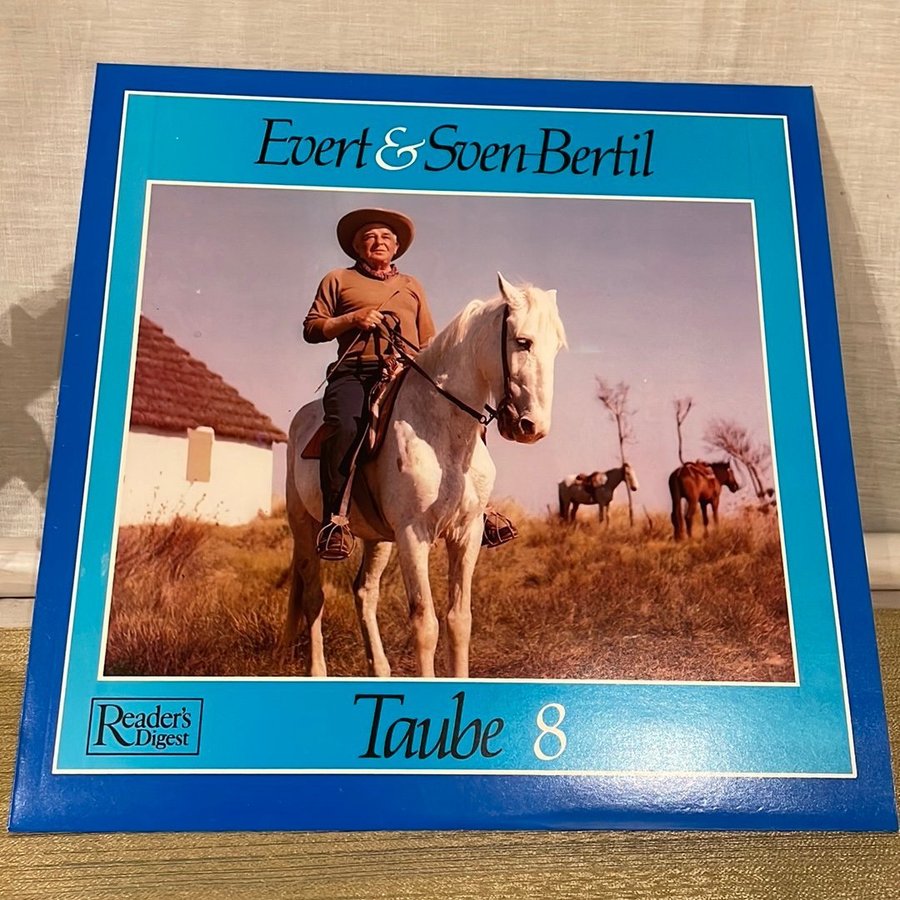 Evert & Sven-Bertil
Reader's
Digest
Taube 8